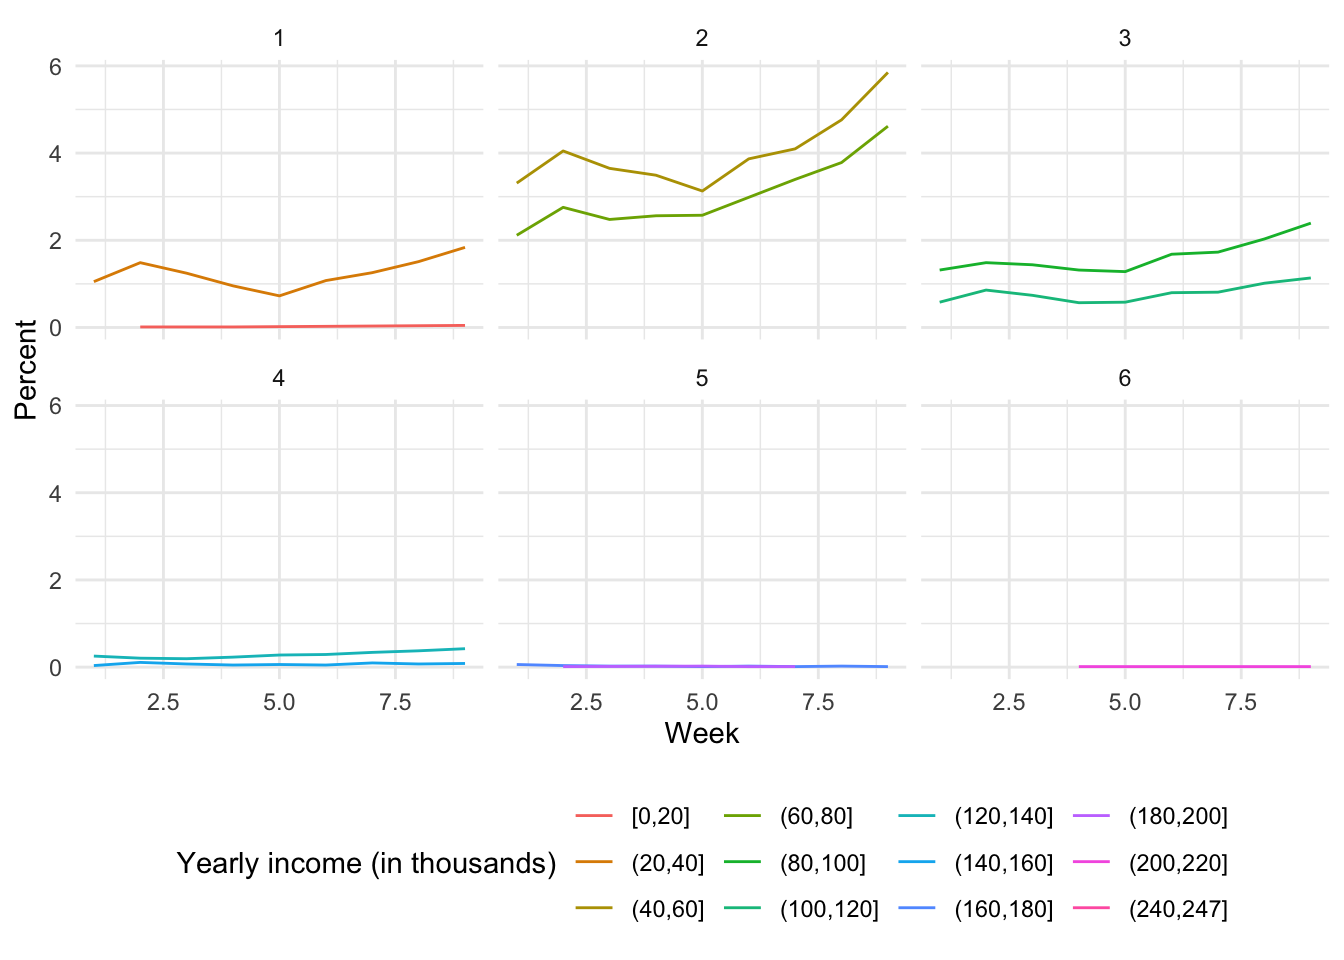 1 2 3
6
4
2
0
Percent
4 5 6
6
4
2
0
2.5 5.0 7.5 2.5 5.0 7.5 2.5 5.0 7.5
Week
Yearly income (in thousands)
[0,20] (60,80] (120,140] (180,200]
(20,40] (80,100] (140,160] (200,220]
(40,60] (100,120] (160,180] (240,247]